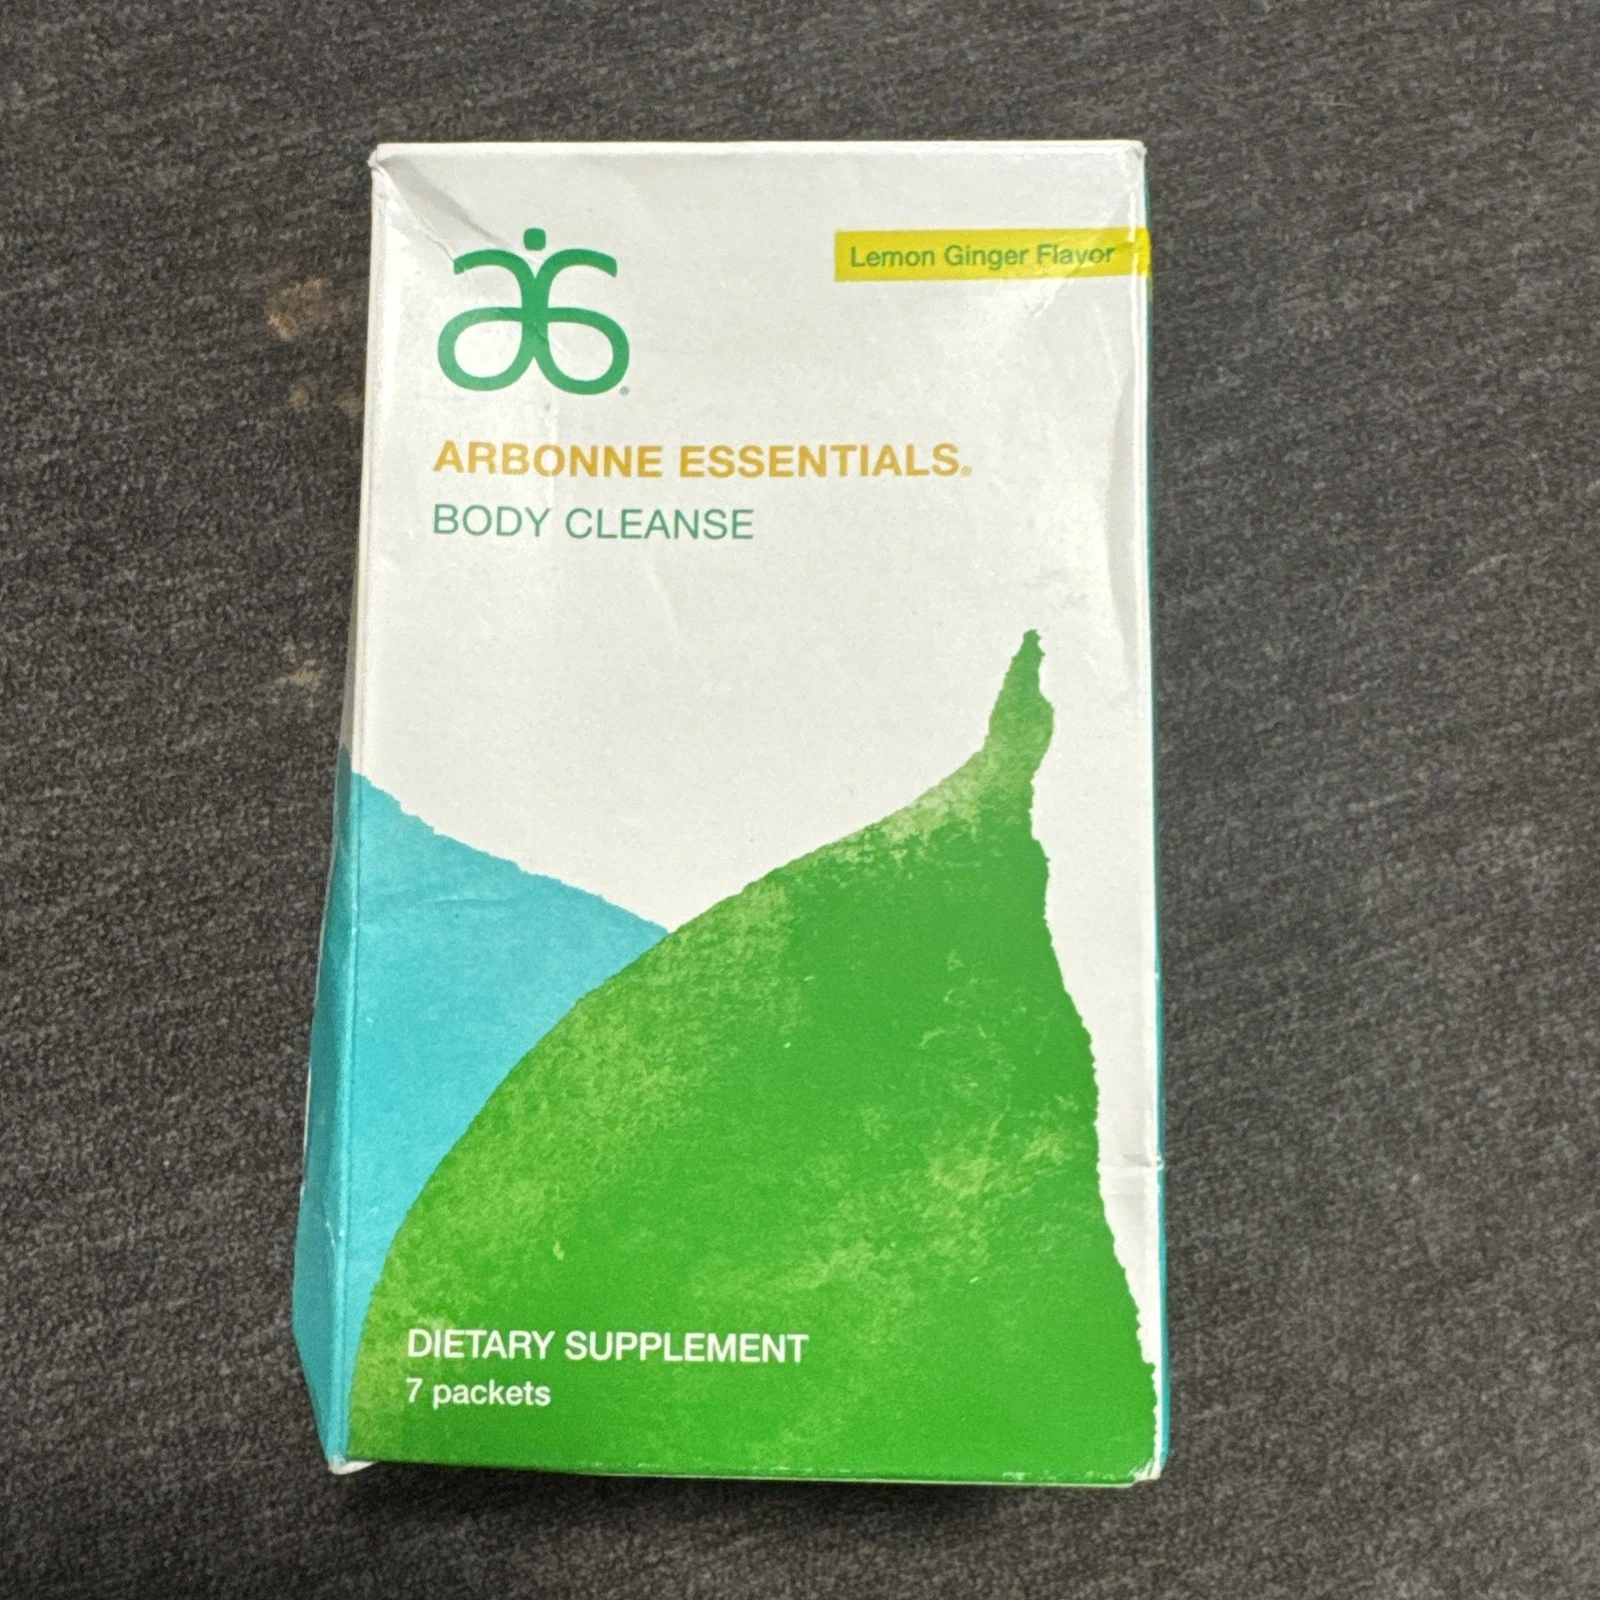 Lemon Ginger Flavor
ARBONNE ESSENTIALS®
BODY CLEANSE
DIETARY SUPPLEMENT
7 packets